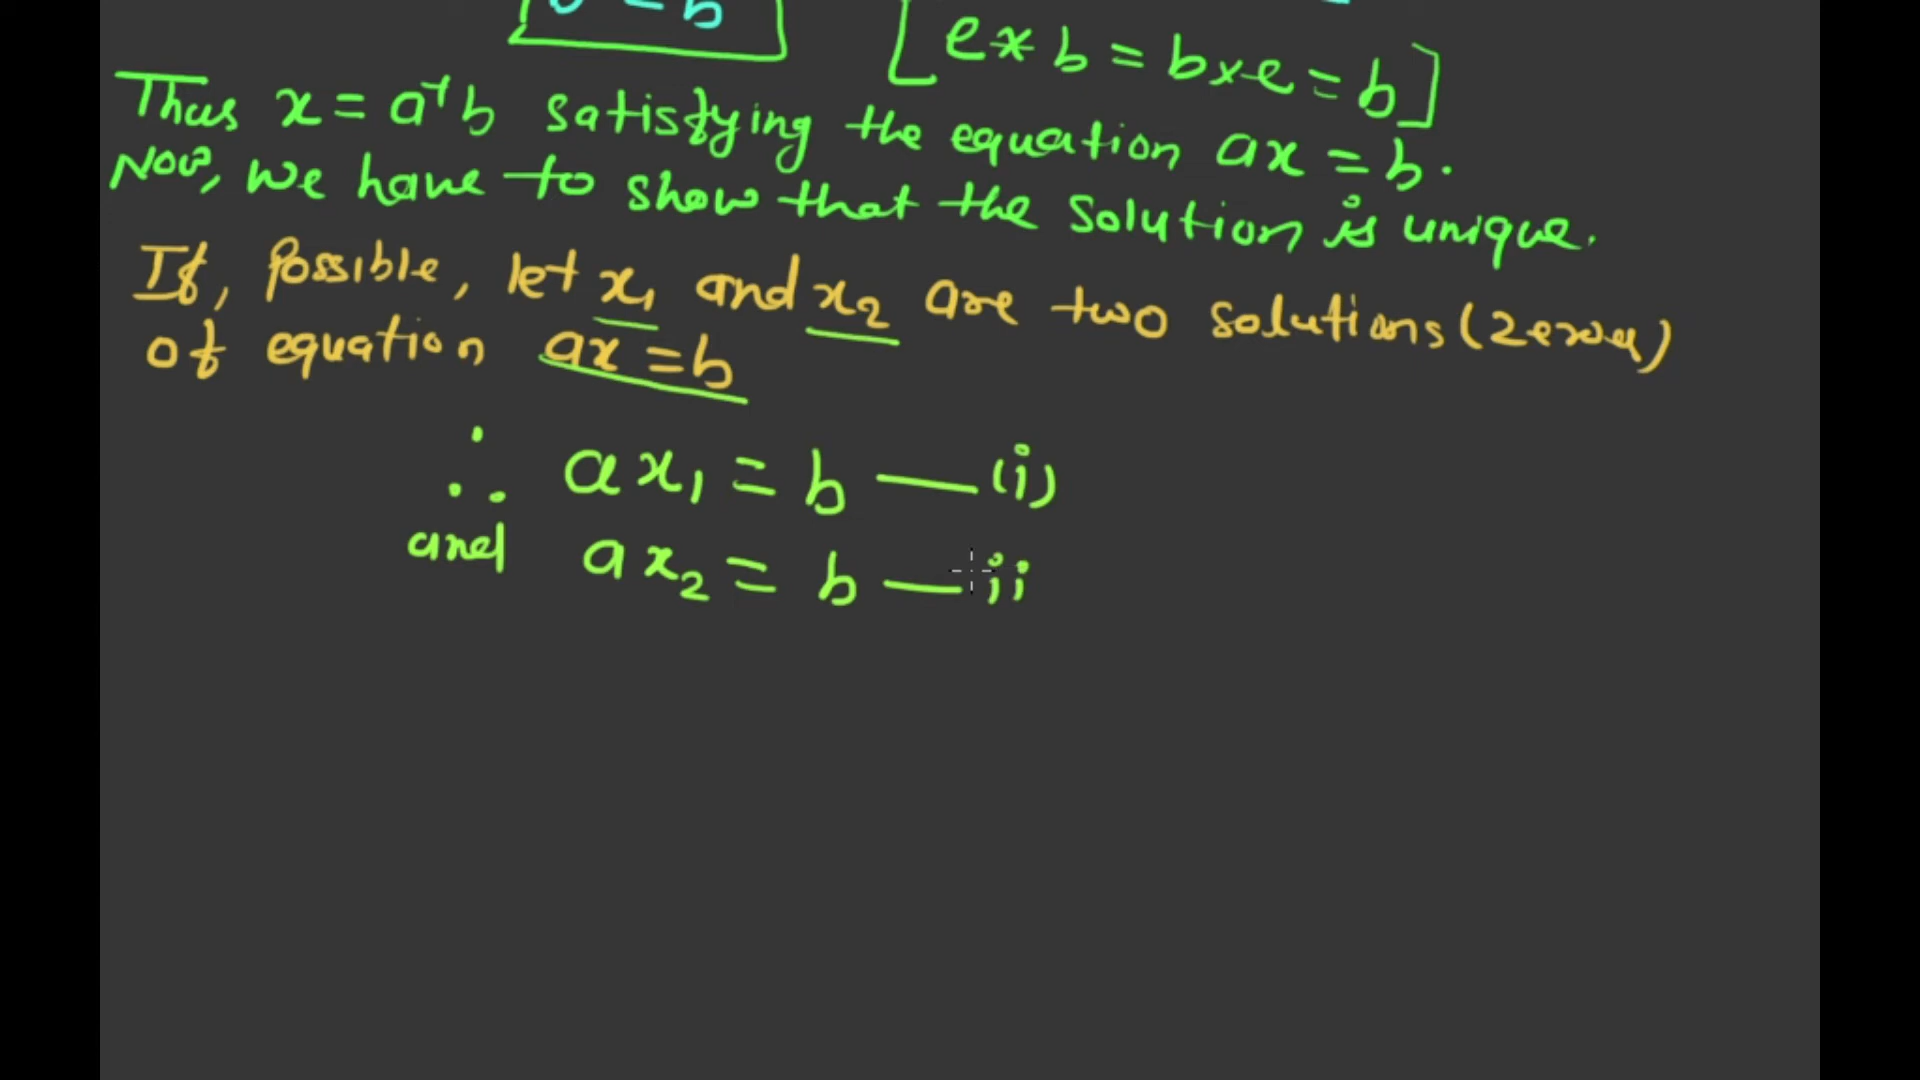 [e * b = b * e = b]
Thus x = a⁻¹b satisfying the equation ax = b.
Now, we have to show that the solution is unique.
If, possible, let x₁ and x₂ are two solutions (
of equation ax = b
∴ ax₁ = b — (i)
and ax₂ = b — ii